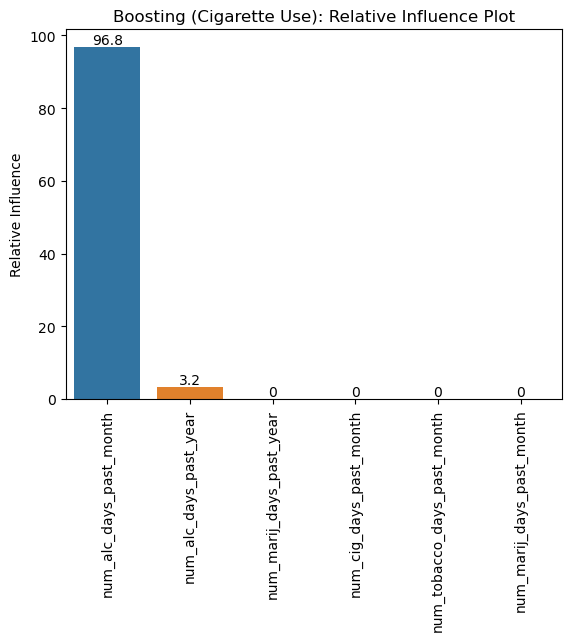 Boosting (Cigarette Use): Relative Influence Plot
Relative Influence
100
80
60
40
20
0
96.8
3.2
0
0
0
0
num_alc_days_past_month
num_alc_days_past_year
num_marij_days_past_year
num_cig_days_past_month
num_tobacco_days_past_month
num_marij_days_past_month